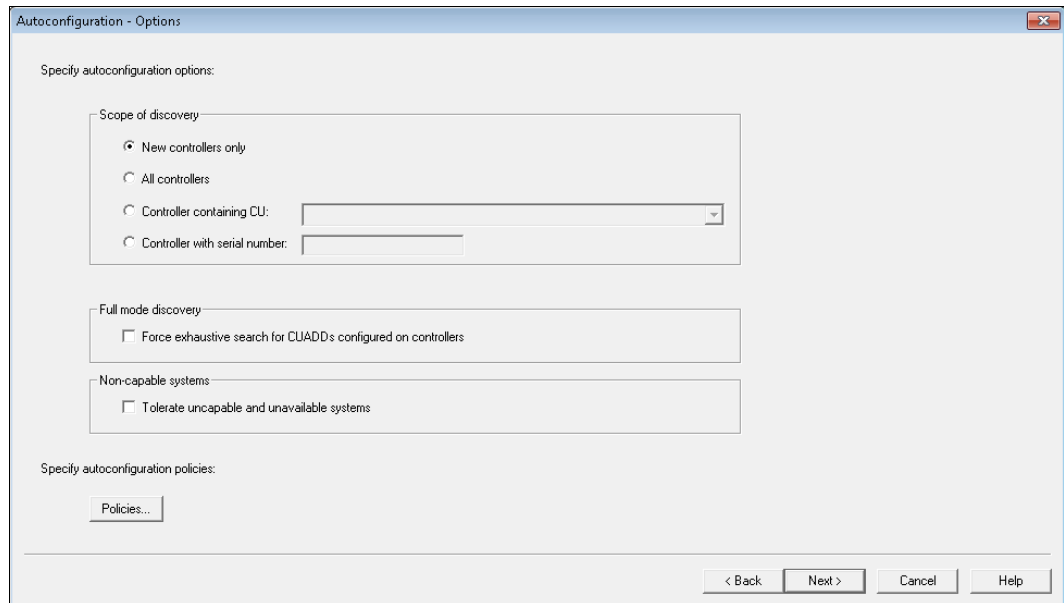 Autoconfiguration - Options
Specify autoconfiguration options:
Scope of discovery
New controllers only
All controllers
Controller containing CU:
Controller with serial number:
Full mode discovery
Force exhaustive search for CUADDs configured on controllers
Non-capable systems
Tolerate uncapable and unavailable systems
Specify autoconfiguration policies:
Policies...
< Back Next > Cancel Help